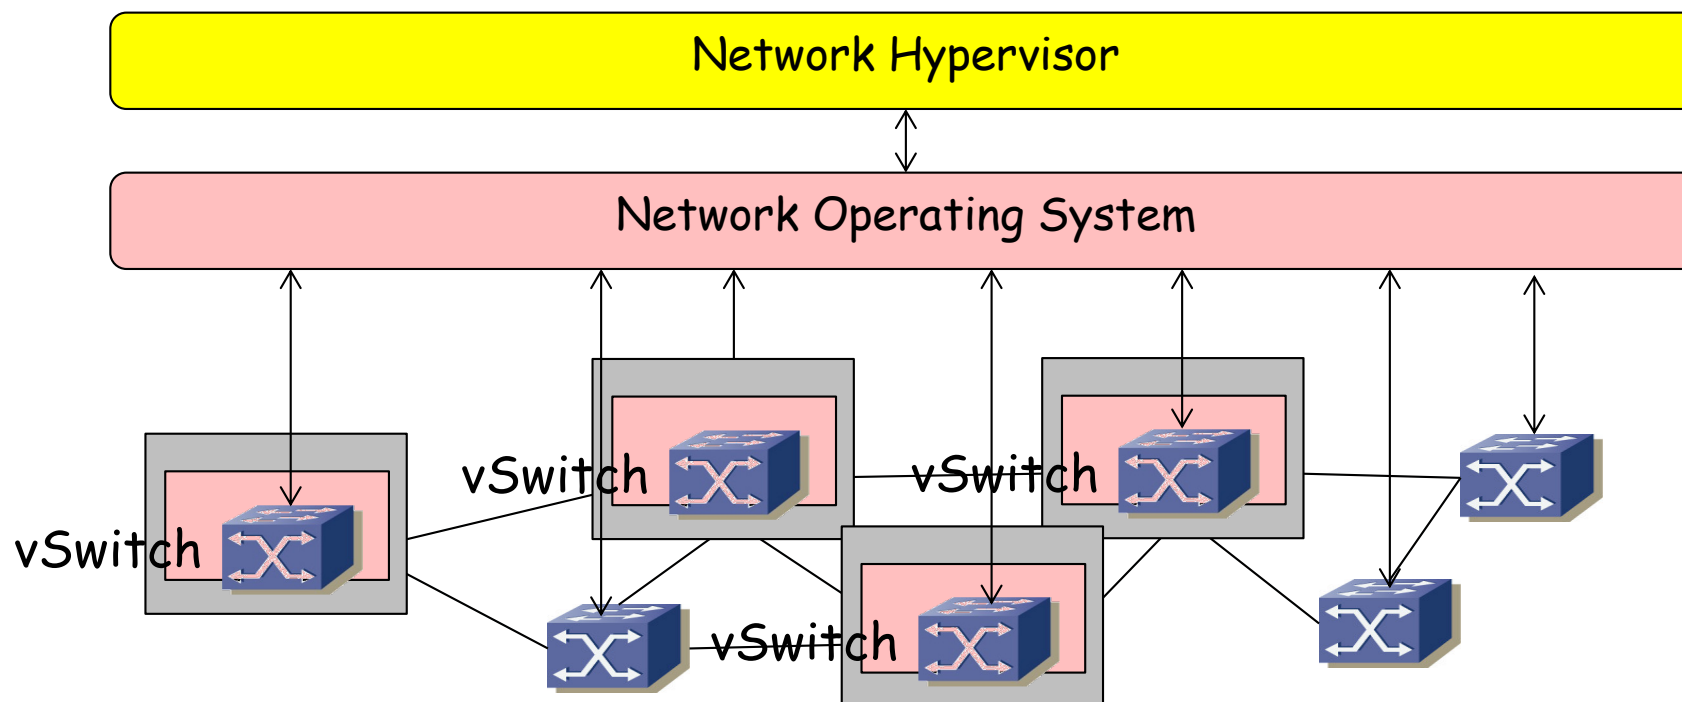 Network Hypervisor
Network Operating System
vSwitch
vSwitch
vSwitch
vSwitch